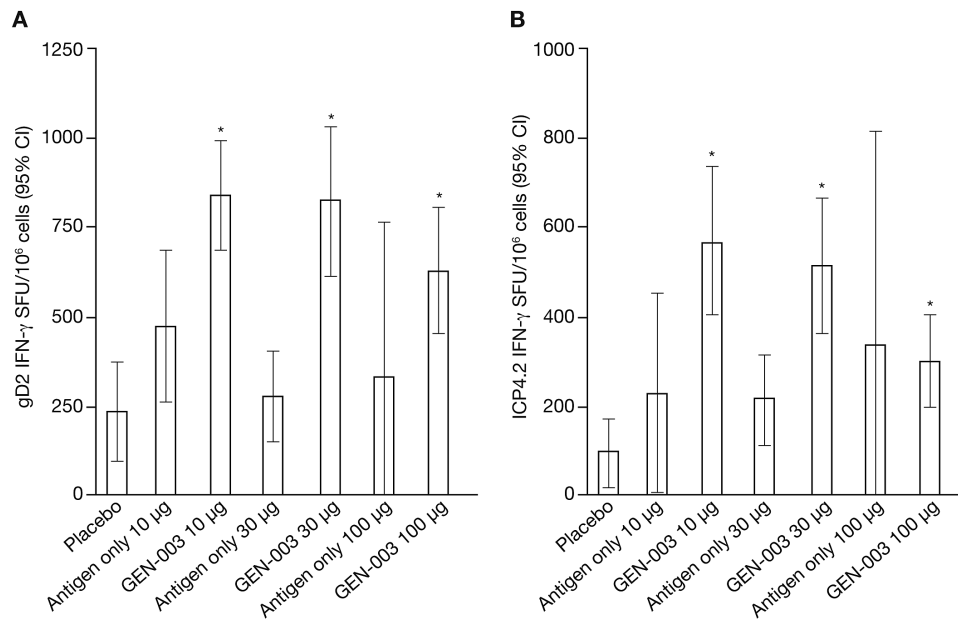 A
gD2 IFN-γ SFU/10⁶ cells (95% CI)
1250
1000
750
500
250
0
*
*
*
Placebo
Antigen only 10 µg
GEN-003 10 µg
Antigen only 30 µg
GEN-003 30 µg
Antigen only 100 µg
GEN-003 100 µg
B
ICP4.2 IFN-γ SFU/10⁶ cells (95% CI)
1000
800
600
400
200
0
*
*
*
Placebo
Antigen only 10 µg
GEN-003 10 µg
Antigen only 30 µg
GEN-003 30 µg
Antigen only 100 µg
GEN-003 100 µg